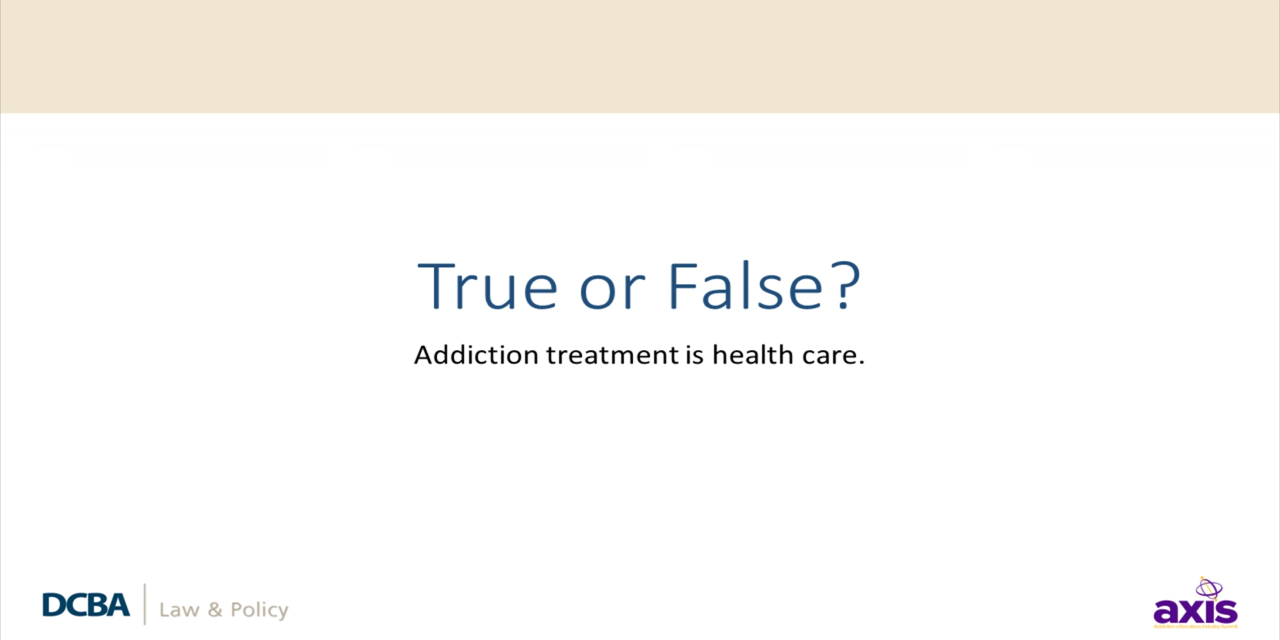 True or False?
Addiction treatment is health care.
DCBA Law & Policy
axis